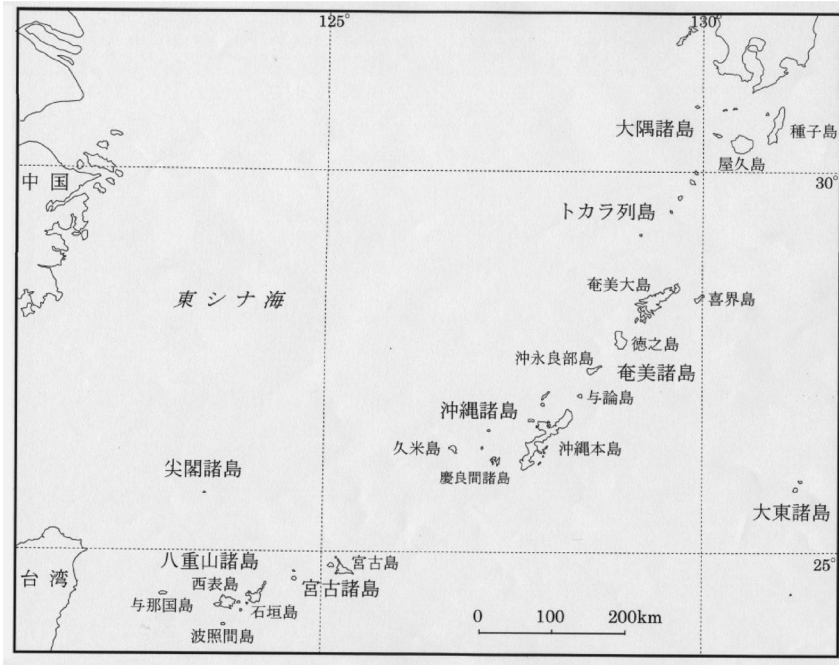 125°
130°
大隅諸島
種子島
屋久島
中国
30°
トカラ列島
奄美大島
喜界島
東シナ海
徳之島
沖永良部島
奄美諸島
与論島
沖縄諸島
久米島
沖縄本島
慶良間諸島
尖閣諸島
大東諸島
八重山諸島
宮古島
25°
台湾
西表島
宮古諸島
与那国島
石垣島
波照間島
0 100 200km